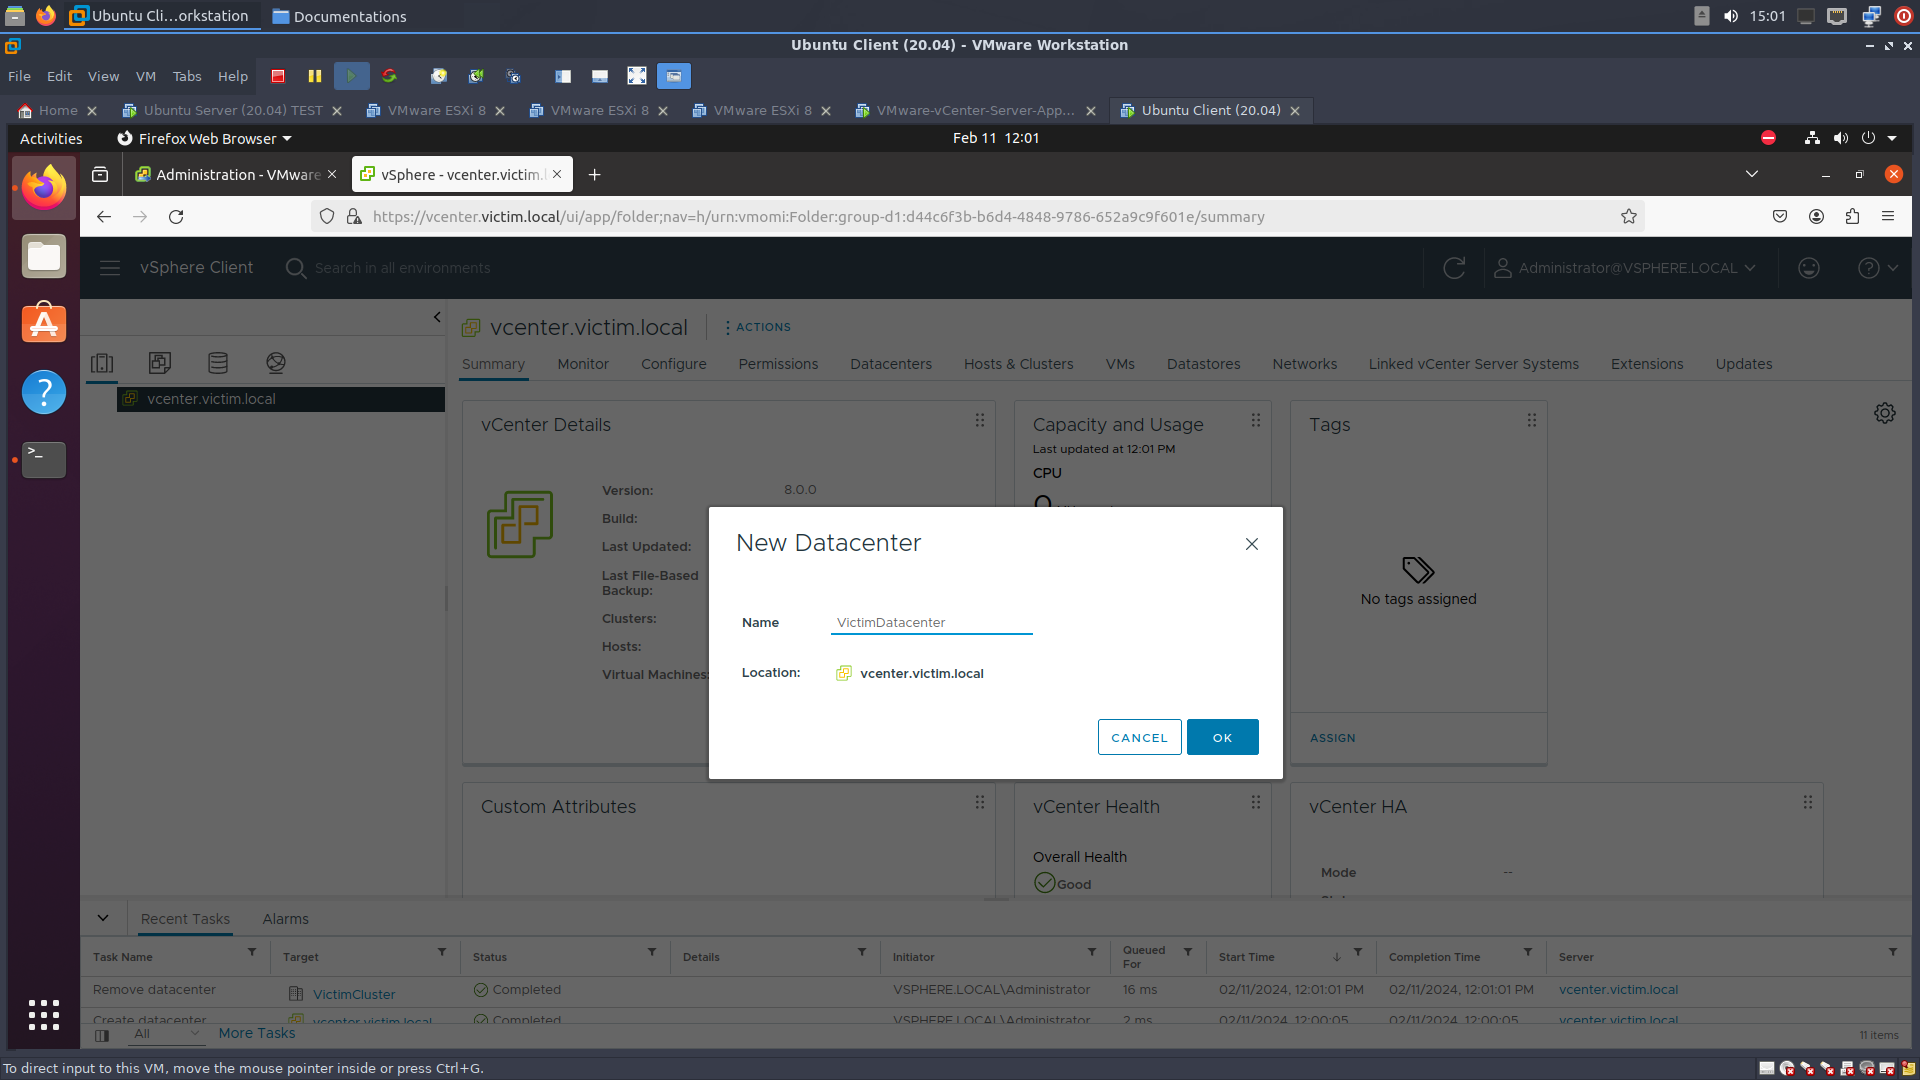 Ubuntu Cli...orkstation
Documentations
15:01
Ubuntu Client (20.04) - VMware Workstation
File Edit View VM Tabs Help
Home
Ubuntu Server (20.04) TEST
VMware ESXi 8
VMware ESXi 8
VMware ESXi 8
VMware-vCenter-Server-App...
Ubuntu Client (20.04)
Activities
Firefox Web Browser
Feb 11 12:01
Administration - VMware
vSphere - vcenter.victim.l
https://vcenter.victim.local/ui/app/folder;nav=h/urn:vmomi:Folder:group-d1:d44c6f3b-b6d4-4848-9786-652a9c9f601e/summary
vSphere Client
Search in all environments
Administrator@VSPHERE.LOCAL
vcenter.victim.local
vcenter.victim.local
ACTIONS
Summary Monitor Configure Permissions Datacenters Hosts & Clusters VMs Datastores Networks Linked vCenter Server Systems Extensions Updates
vCenter Details
Version: 8.0.0
Build:
Last Updated:
Last File-Based
Backup:
Clusters:
Hosts:
Virtual Machines:
Capacity and Usage
Last updated at 12:01 PM
CPU
Tags
No tags assigned
ASSIGN
New Datacenter
Name VictimDatacenter
Location: vcenter.victim.local
CANCEL OK
Custom Attributes
vCenter Health
Overall Health
Good
vCenter HA
Mode --
Recent Tasks Alarms
Task Name Target Status Details Initiator Queued For Start Time Completion Time Server
Remove datacenter VictimCluster Completed VSPHERE.LOCAL\Administrator 16 ms 02/11/2024, 12:01:01 PM 02/11/2024, 12:01:01 PM vcenter.victim.local
Create datacenter vcenter.victim.local Completed VSPHERE.LOCAL\Administrator 2 ms 02/11/2024, 12:00:05 02/11/2024, 12:00:05 vcenter.victim.local
All More Tasks
11 items
To direct input to this VM, move the mouse pointer inside or press Ctrl+G.